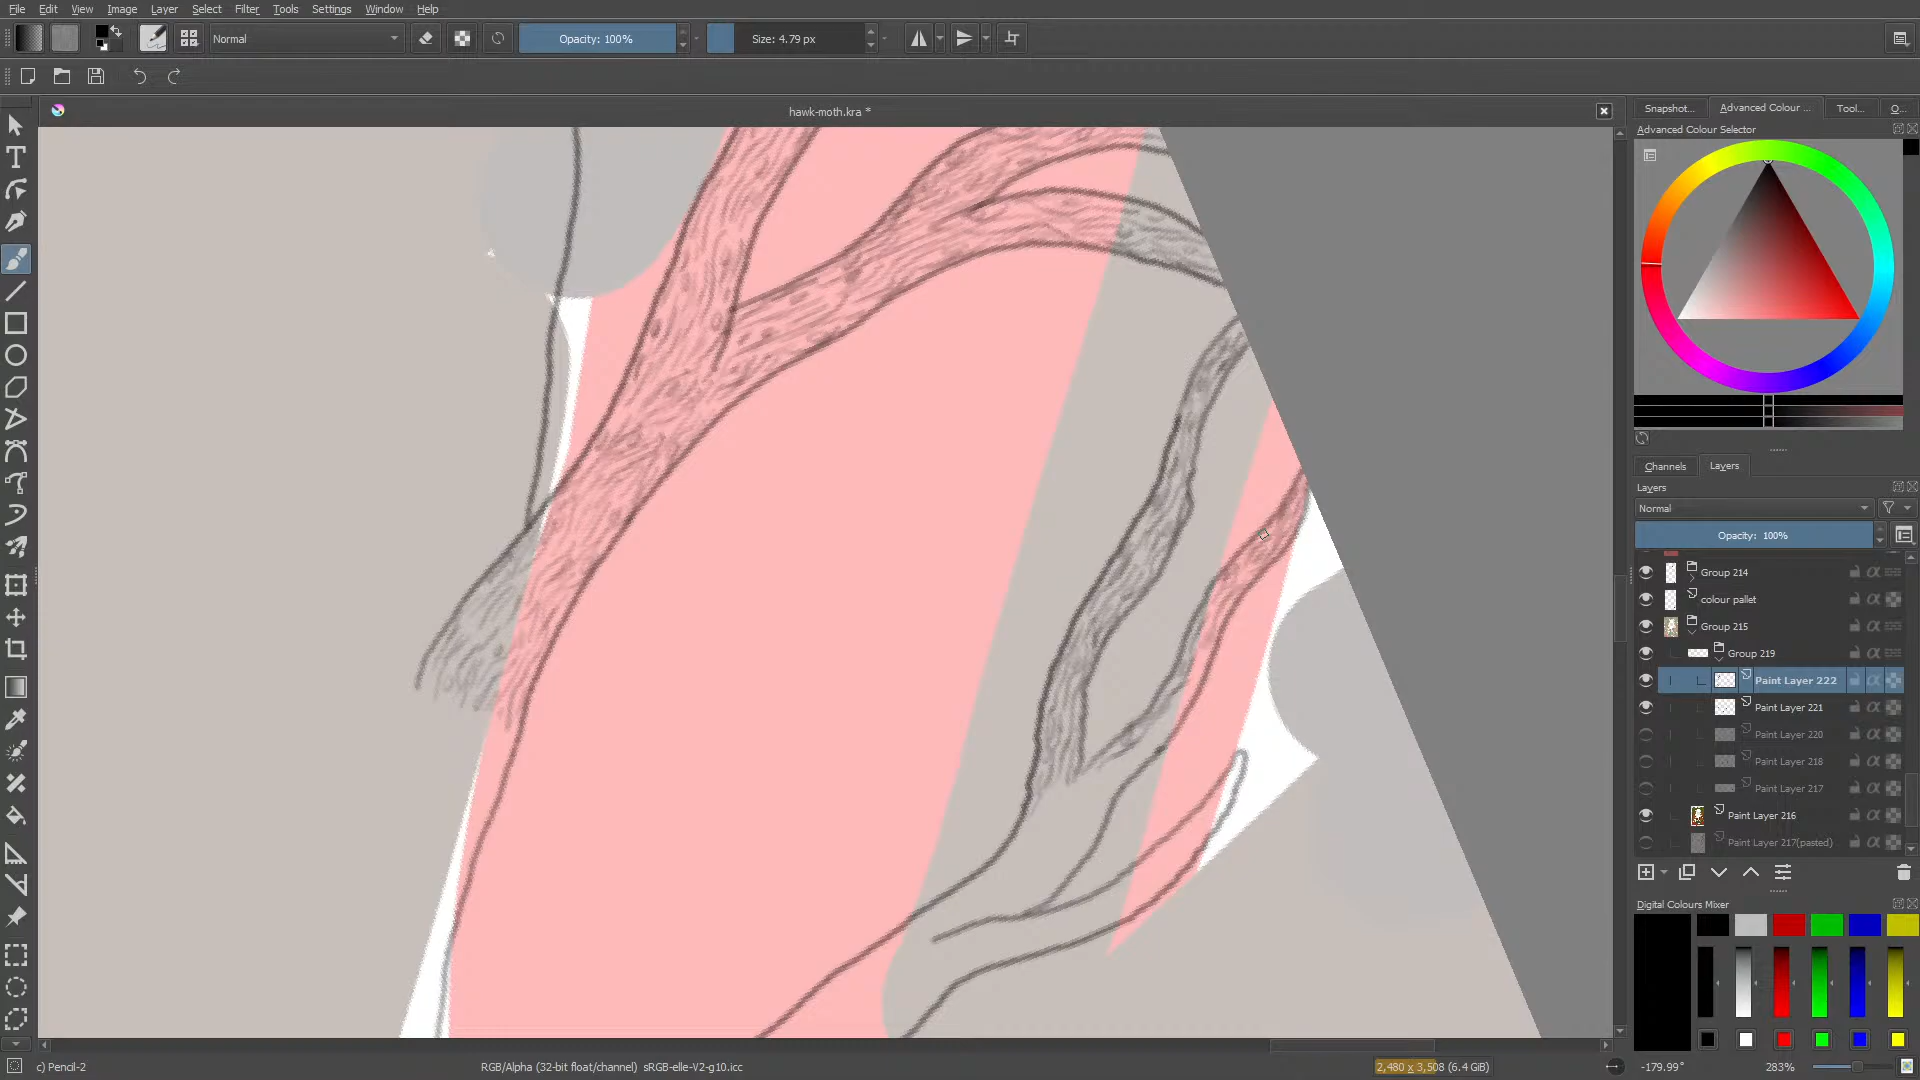 File Edit View Image Layer Select Filter Tools Settings Window Help
Normal Opacity: 100% Size: 4.79 px
hawk-moth.kra *
Snapshot... Advanced Colour ... Tool... O...
Advanced Colour Selector
Channels Layers
Layers
Normal
Opacity: 100%
Group 214
colour pallet
Group 215
Group 219
Paint Layer 222
Paint Layer 221
Paint Layer 220
Paint Layer 218
Paint Layer 217
Paint Layer 216
Paint Layer 217(pasted)
Digital Colours Mixer
c) Pencil-2 RGB/Alpha (32-bit float/channel) sRGB-elle-V2-g10.icc 2,480 x 3,508 (6.4 GiB) -179.99° 283%